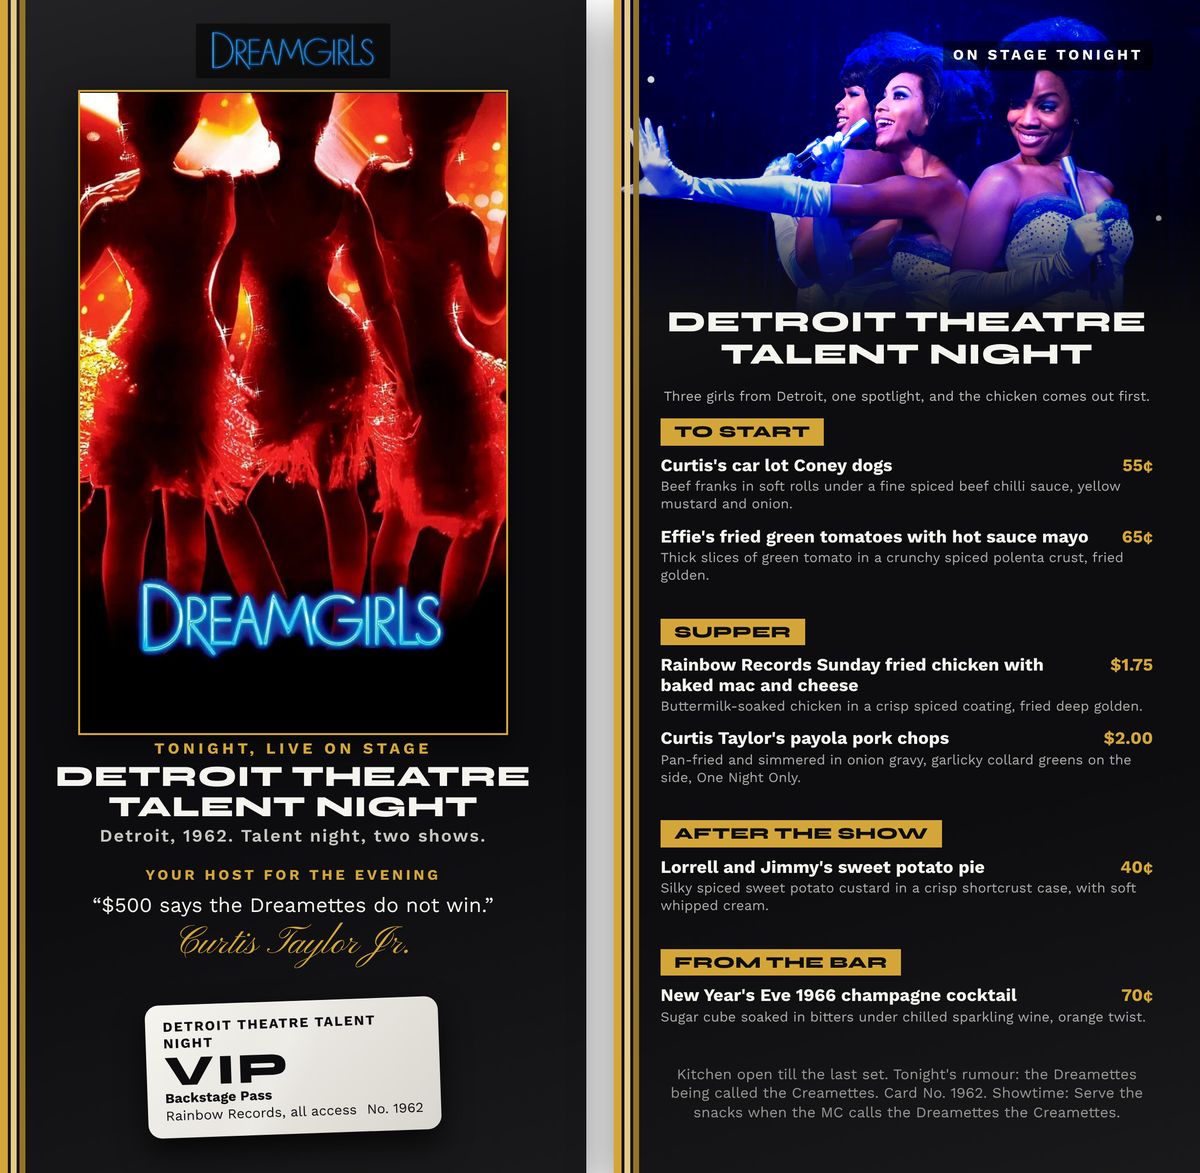 DREAMGIRLS
DREAMGIRLS
TONIGHT, LIVE ON STAGE
DETROIT THEATRE
TALENT NIGHT
Detroit, 1962. Talent night, two shows.
YOUR HOST FOR THE EVENING
“$500 says the Dreamettes do not win.”
Curtis Taylor Jr.
DETROIT THEATRE TALENT
NIGHT
VIP
Backstage Pass
Rainbow Records, all access No. 1962
ON STAGE TONIGHT
DETROIT THEATRE
TALENT NIGHT
Three girls from Detroit, one spotlight, and the chicken comes out first.
TO START
Curtis's car lot Coney dogs 55¢
Beef franks in soft rolls under a fine spiced beef chilli sauce, yellow
mustard and onion.
Effie's fried green tomatoes with hot sauce mayo 65¢
Thick slices of green tomato in a crunchy spiced polenta crust, fried
golden.
SUPPER
Rainbow Records Sunday fried chicken with $1.75
baked mac and cheese
Buttermilk-soaked chicken in a crisp spiced coating, fried deep golden.
Curtis Taylor's payola pork chops $2.00
Pan-fried and simmered in onion gravy, garlicky collard greens on the
side, One Night Only.
AFTER THE SHOW
Lorrell and Jimmy's sweet potato pie 40¢
Silky spiced sweet potato custard in a crisp shortcrust case, with soft
whipped cream.
FROM THE BAR
New Year's Eve 1966 champagne cocktail 70¢
Sugar cube soaked in bitters under chilled sparkling wine, orange twist.
Kitchen open till the last set. Tonight's rumour: the Dreamettes
being called the Creamettes. Card No. 1962. Showtime: Serve the
snacks when the MC calls the Dreamettes the Creamettes.